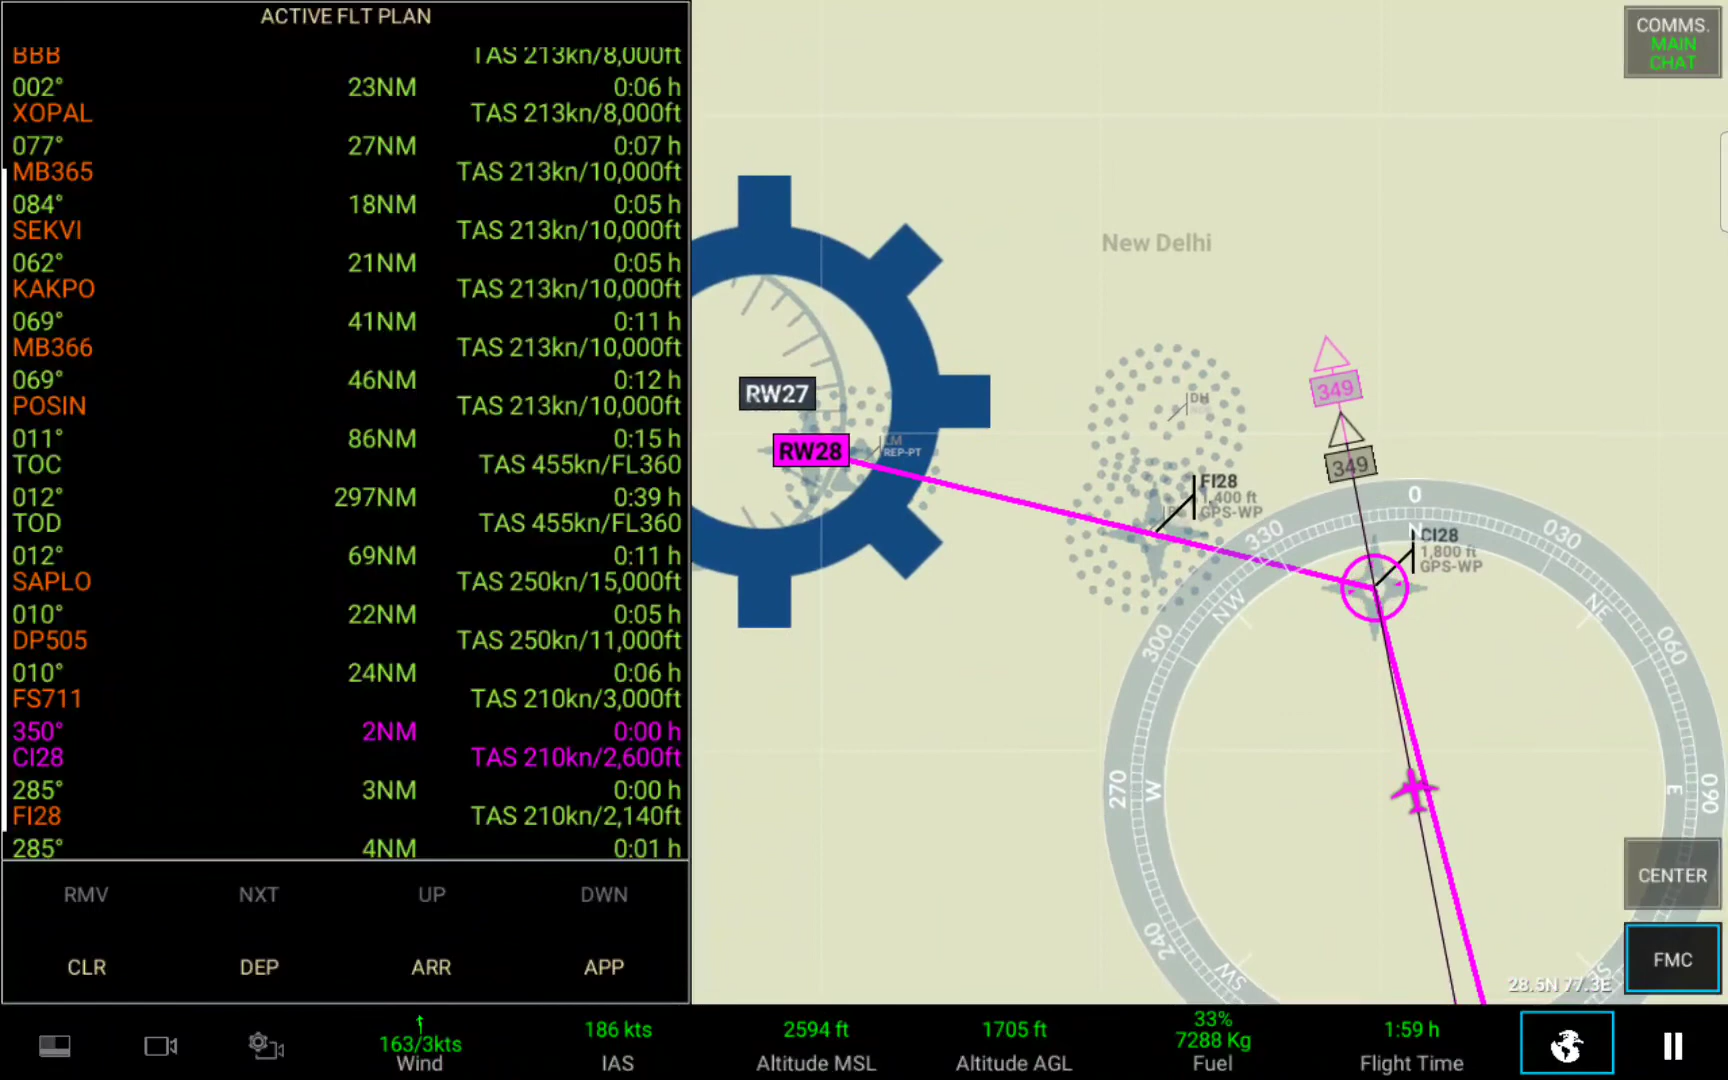 ACTIVE FLT PLAN
BBB TAS 213kn/8,000ft
002° 23NM 0:06 h
XOPAL TAS 213kn/8,000ft
077° 27NM 0:07 h
MB365 TAS 213kn/10,000ft
084° 18NM 0:05 h
SEKVI TAS 213kn/10,000ft
062° 21NM 0:05 h
KAKPO TAS 213kn/10,000ft
069° 41NM 0:11 h
MB366 TAS 213kn/10,000ft
069° 46NM 0:12 h
POSIN TAS 213kn/10,000ft
011° 86NM 0:15 h
TOC TAS 455kn/FL360
012° 297NM 0:39 h
TOD TAS 455kn/FL360
012° 69NM 0:11 h
SAPLO TAS 250kn/15,000ft
010° 22NM 0:05 h
DP505 TAS 250kn/11,000ft
010° 24NM 0:06 h
FS711 TAS 210kn/3,000ft
350° 2NM 0:00 h
CI28 TAS 210kn/2,600ft
285° 3NM 0:00 h
FI28 TAS 210kn/2,140ft
285° 4NM 0:01 h
RMV NXT UP DWN
CLR DEP ARR APP
COMMS.
MAIN
CHAT
New Delhi
RW27
RW28
LM
REP-PT
DH
349
349
FI28
1,400 ft
GPS-WP
CI28
1,800 ft
GPS-WP
0
N
030
NE
060
E
090
330
NW
300
270
W
240
SW
28.5N 77.3E
CENTER
FMC
163/3kts
Wind
186 kts
IAS
2594 ft
Altitude MSL
1705 ft
Altitude AGL
33%
7288 Kg
Fuel
1:59 h
Flight Time